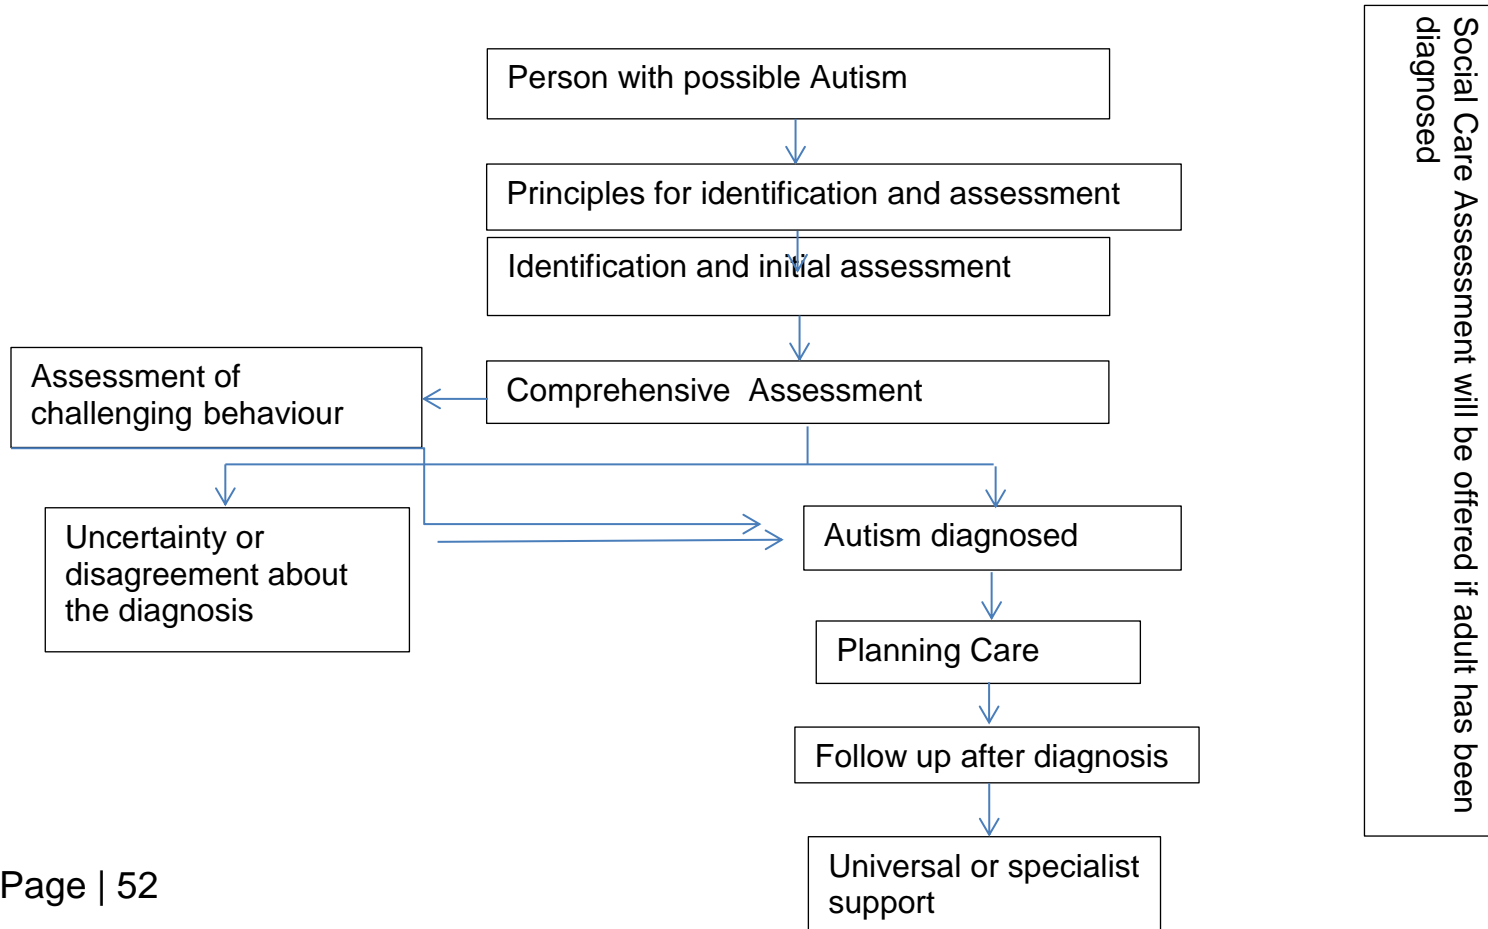 Person with possible Autism
Principles for identification and assessment
Identification and initial assessment
Assessment of
challenging behaviour
Comprehensive Assessment
Uncertainty or
disagreement about
the diagnosis
Autism diagnosed
Planning Care
Follow up after diagnosis
Universal or specialist
support
Social Care Assessment will be offered if adult has been
diagnosed
Page | 52